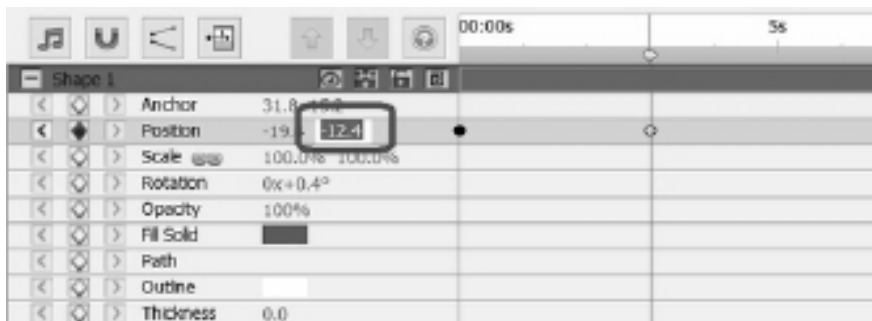 00:00s 5s
Shape 1
Anchor 31.8
Position -19. -12.4
Scale 100.0% 100.0%
Rotation 0x+0.4°
Opacity 100%
Fill Solid
Path
Outline
Thickness 0.0